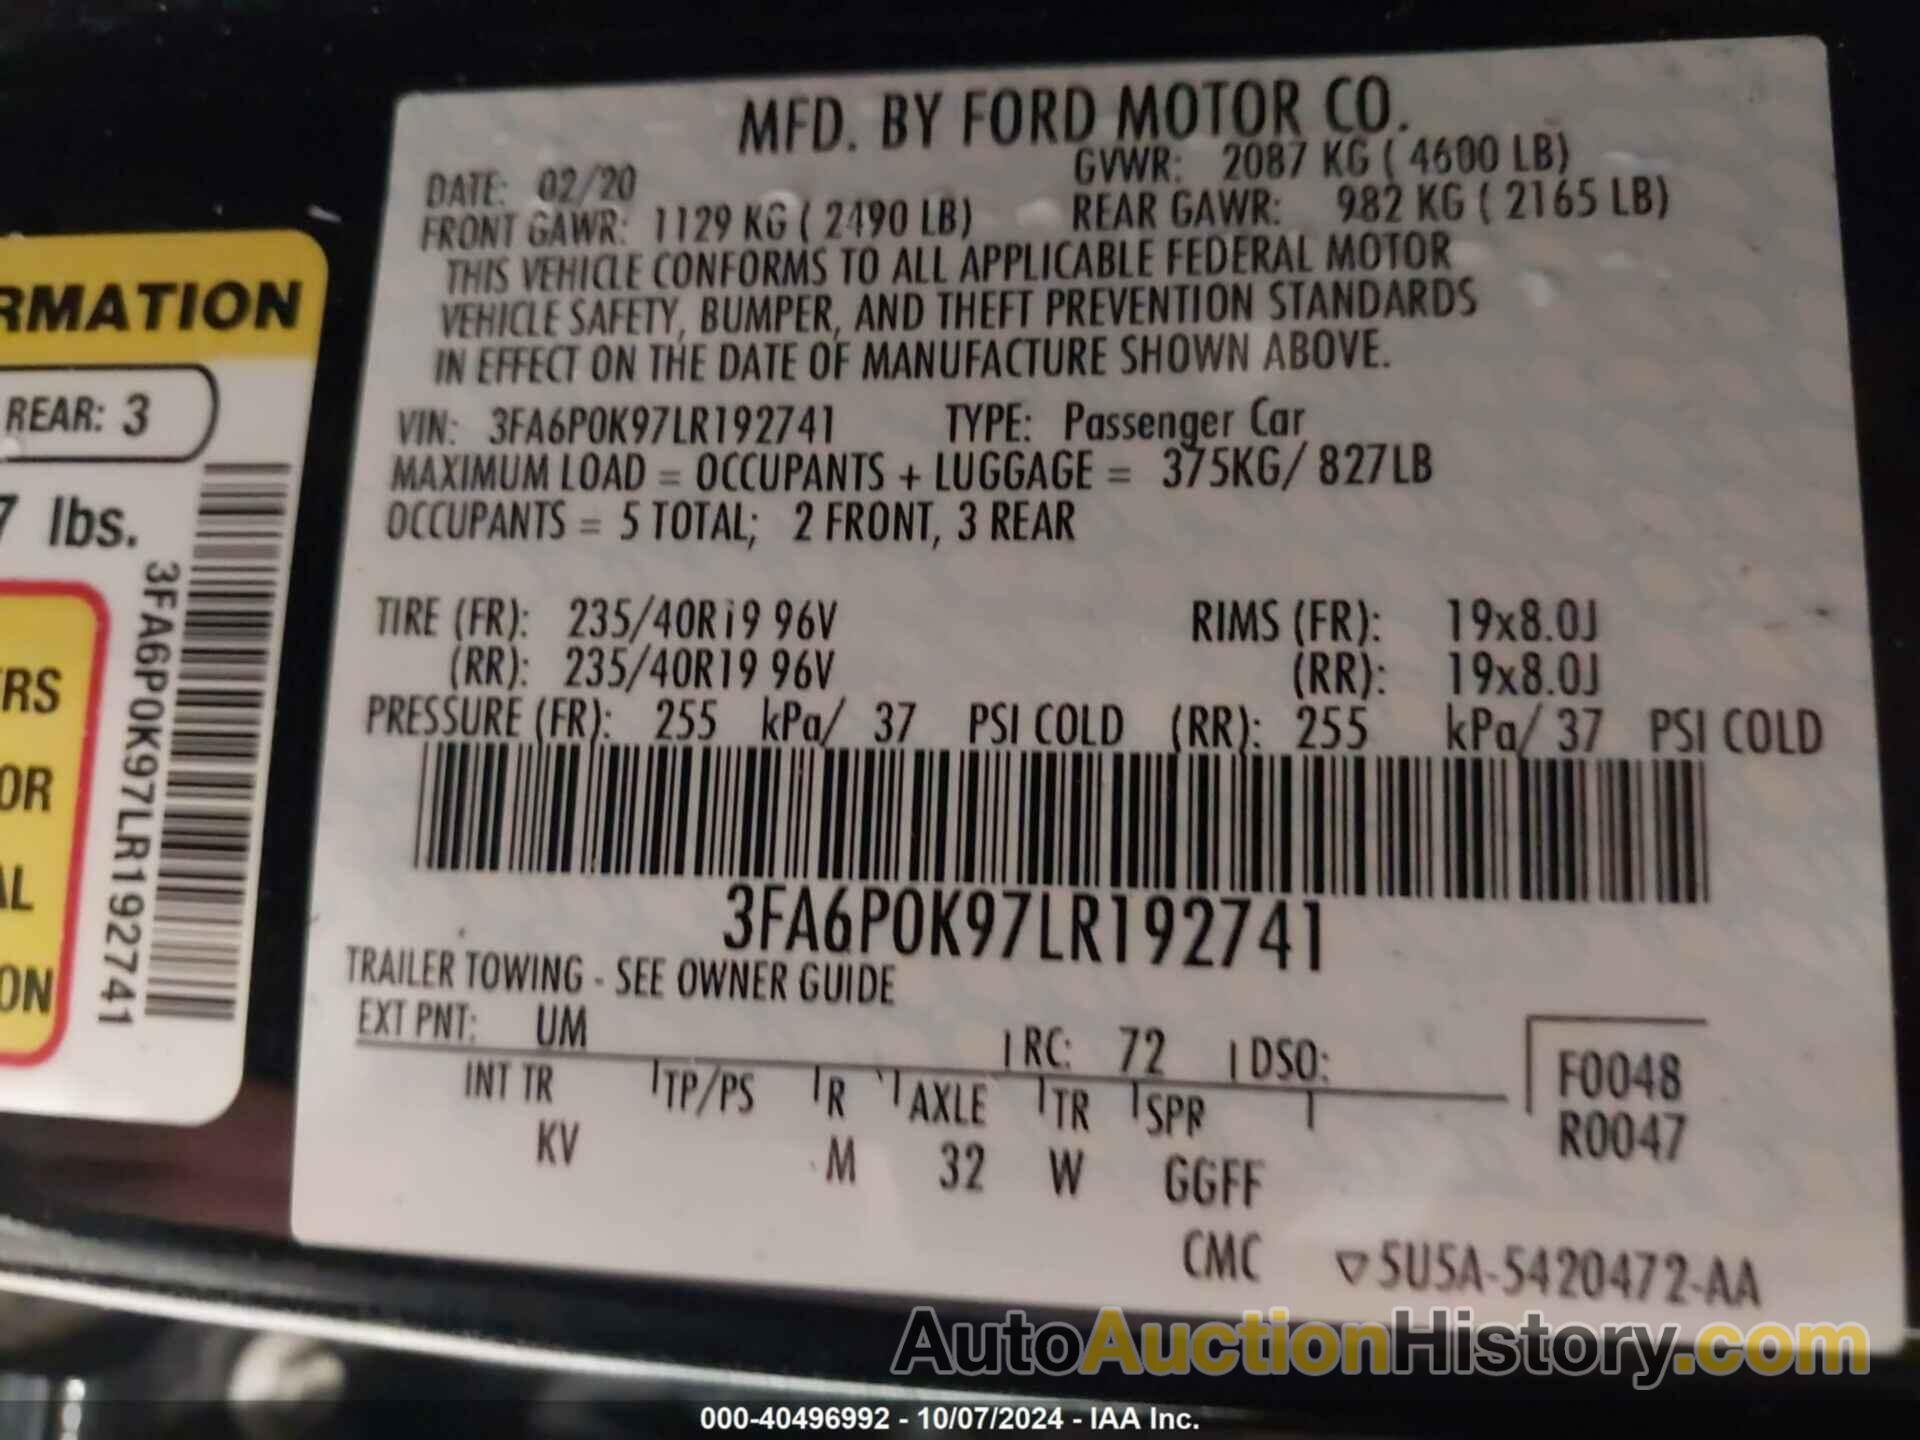 MFD. BY FORD MOTOR CO.
DATE: 02/20 GVWR: 2087 KG ( 4600 LB)
FRONT GAWR: 1129 KG ( 2490 LB) REAR GAWR: 982 KG ( 2165 LB)
THIS VEHICLE CONFORMS TO ALL APPLICABLE FEDERAL MOTOR
VEHICLE SAFETY, BUMPER, AND THEFT PREVENTION STANDARDS
IN EFFECT ON THE DATE OF MANUFACTURE SHOWN ABOVE.
VIN: 3FA6P0K97LR192741 TYPE: Passenger Car
MAXIMUM LOAD = OCCUPANTS + LUGGAGE = 375KG/ 827LB
OCCUPANTS = 5 TOTAL; 2 FRONT, 3 REAR
TIRE (FR): 235/40R19 96V RIMS (FR): 19x8.0J
(RR): 235/40R19 96V (RR): 19x8.0J
PRESSURE (FR): 255 kPa/ 37 PSI COLD (RR): 255 kPa/ 37 PSI COLD
3FA6P0K97LR192741
TRAILER TOWING - SEE OWNER GUIDE
EXT PNT: UM RC: 72 DSO:
INT TR TP/PS R AXLE TR SPR
KV M 32 W GGFF
F0048
R0047
CMC ▽5U5A-5420472-AA
RMATION
REAR: 3
7 lbs.
3FA6P0K97LR192741
RS
OR
AL
ON
AutoAuctionHistory.com
000-40496992 - 10/07/2024 - IAA Inc.